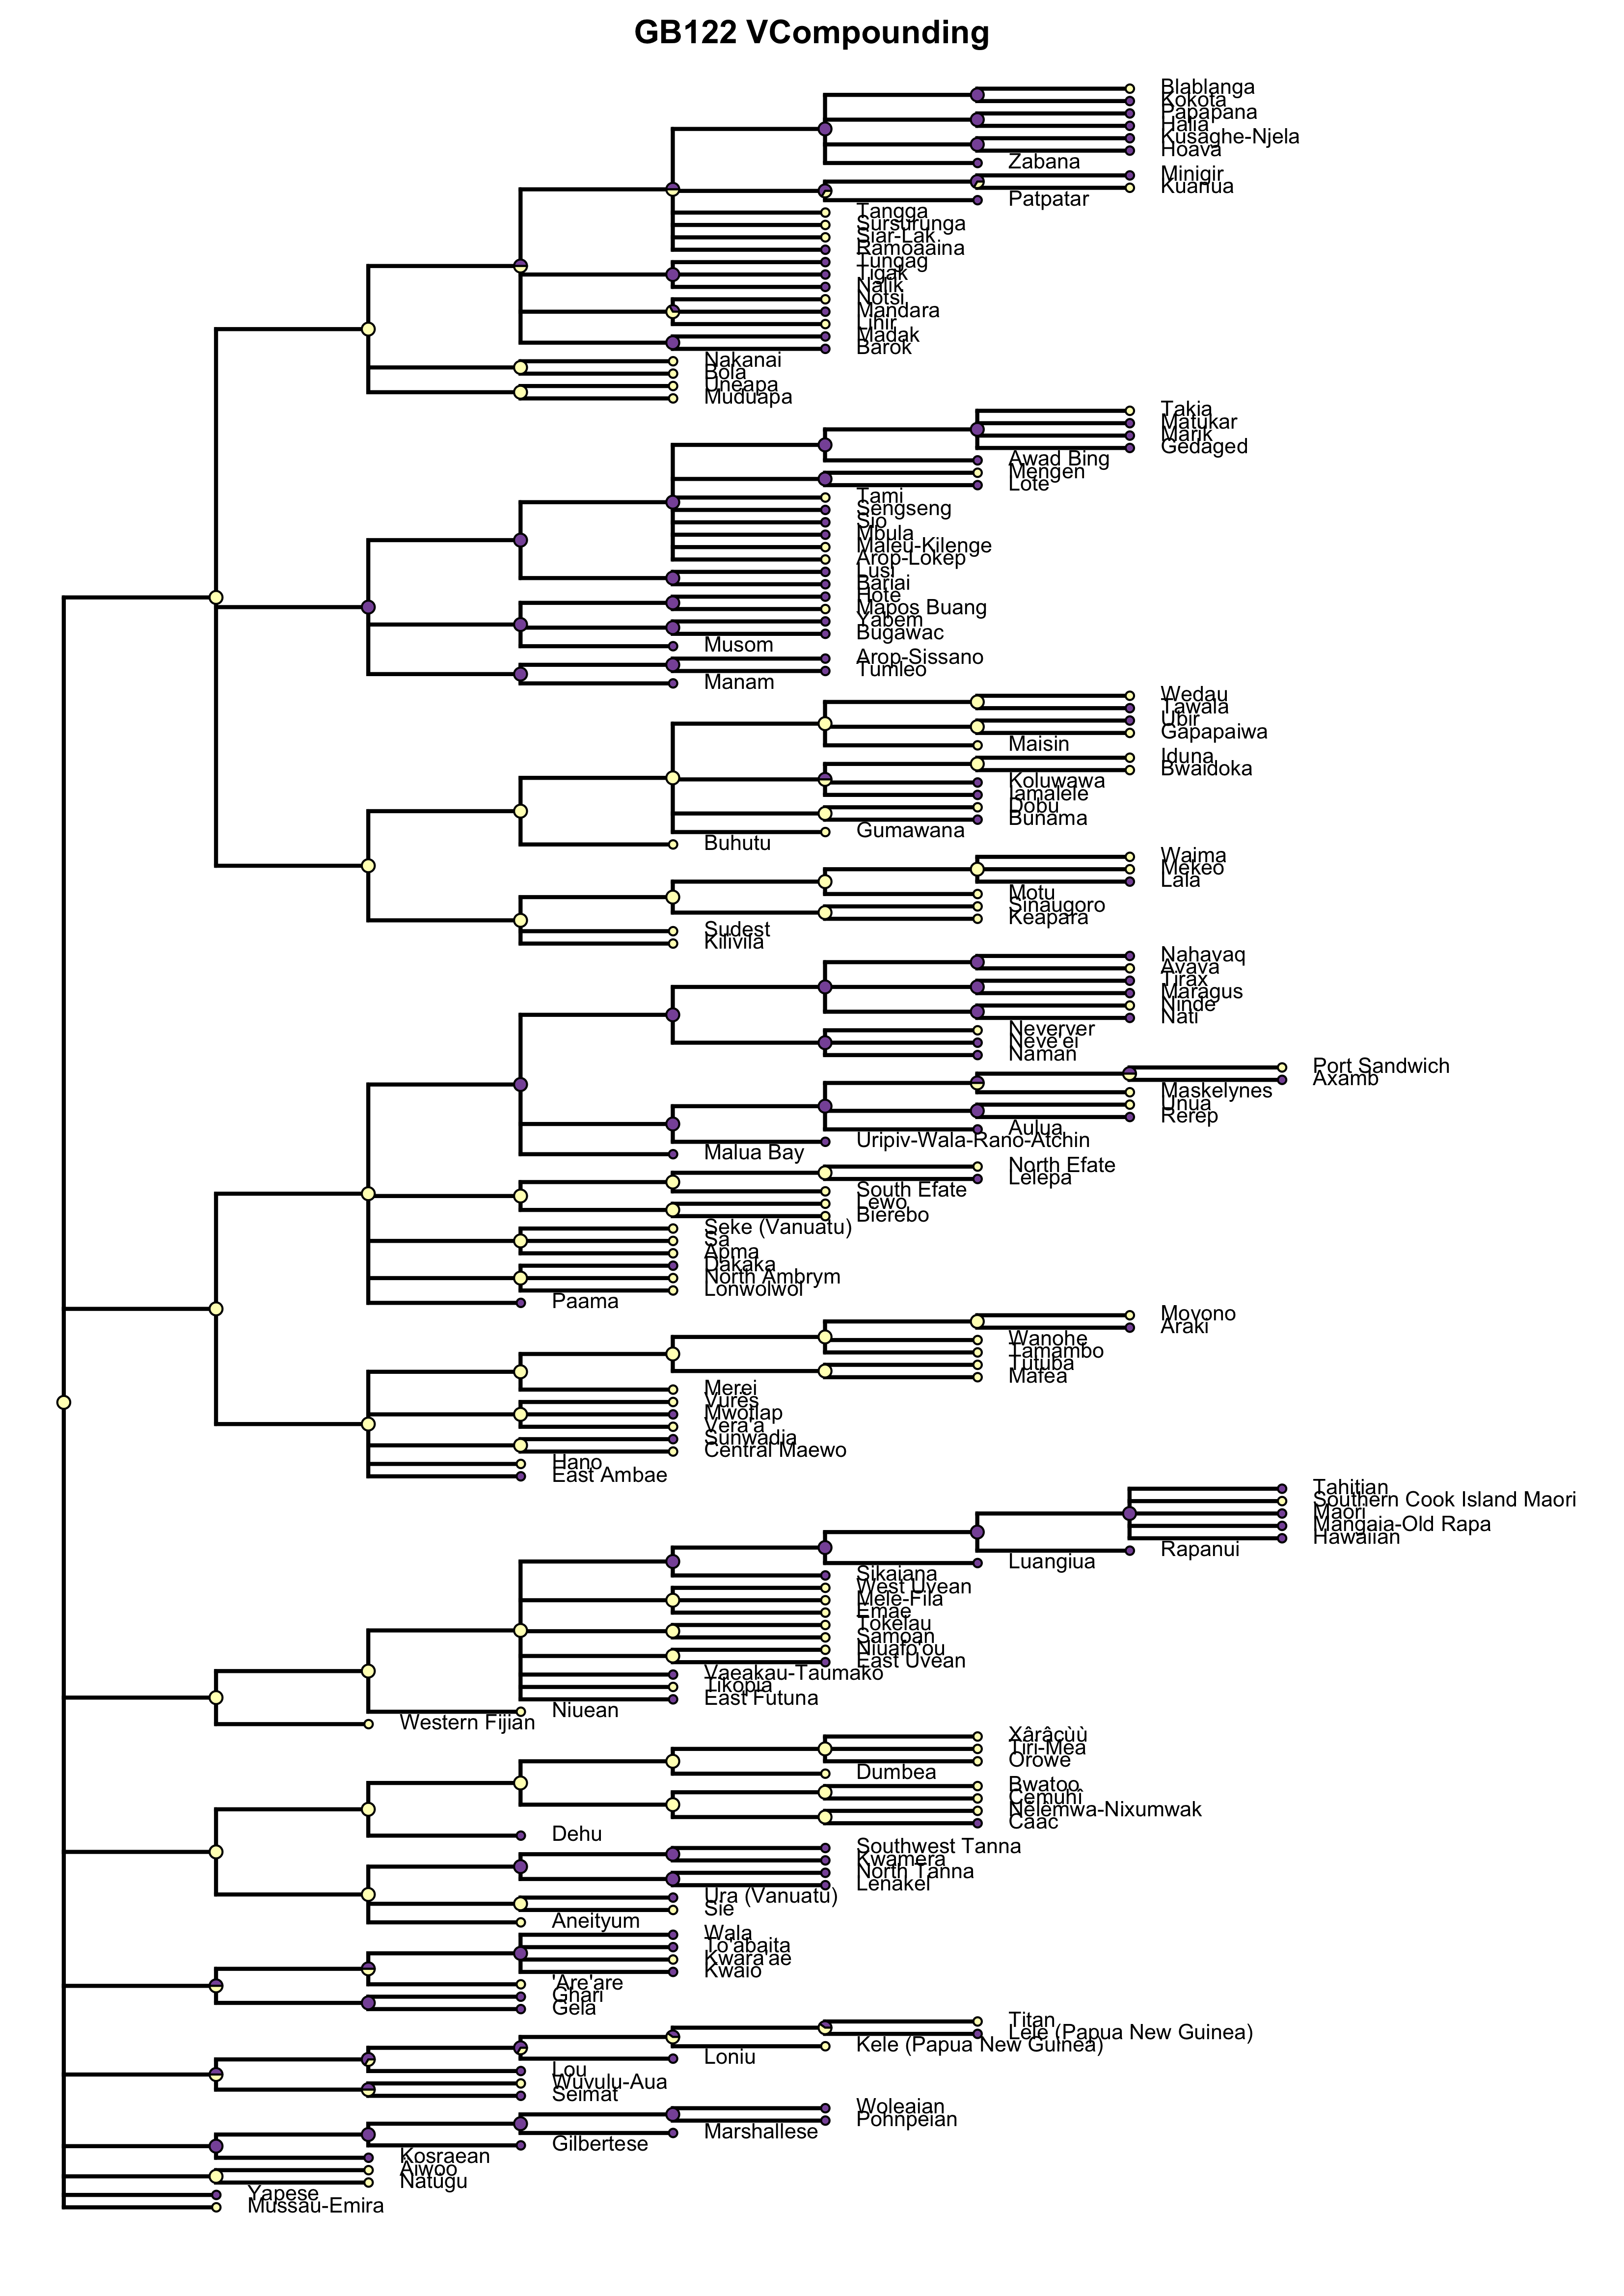 GB122 VCompounding
Blablanga
Kokota
Papapana
Halia
Kusaghe-Njela
Hoava
Zabana
Minigir
Kuanua
Patpatar
Tangga
Sursurunga
Siar-Lak
Ramoaaina
Tungag
Tigak
Nalik
Notsi
Mandara
Lihir
Madak
Barok
Nakanai
Bola
Uneapa
Muduapa
Takia
Matukar
Marik
Gedaged
Awad Bing
Mengen
Lote
Tami
Sengseng
Sio
Mbula
Maleu-Kilenge
Arop-Lokep
Lusi
Bariai
Hote
Mapos Buang
Yabem
Bugawac
Musom
Arop-Sissano
Tumleo
Manam
Wedau
Tawala
Ubir
Gapapaiwa
Maisin
Iduna
Bwaidoka
Koluwawa
Iamalele
Dobu
Bunama
Gumawana
Buhutu
Waima
Mekeo
Lala
Motu
Sinaugoro
Keapara
Sudest
Kilivila
Nahavaq
Avava
Tirax
Maragus
Ninde
Nati
Neverver
Neve'ei
Naman
Port Sandwich
Axamb
Maskelynes
Unua
Rerep
Aulua
Uripiv-Wala-Rano-Atchin
Malua Bay
North Efate
Lelepa
South Efate
Lewo
Bierebo
Seke (Vanuatu)
Sa
Apma
Dakaka
North Ambrym
Lonwolwol
Paama
Movono
Araki
Wanohe
Tamambo
Tutuba
Mafea
Merei
Vurës
Mwotlap
Vera'a
Sunwadia
Central Maewo
Hano
East Ambae
Tahitian
Southern Cook Island Maori
Maori
Mangaia-Old Rapa
Hawaiian
Rapanui
Luangiua
Sikaiana
West Uvean
Mele-Fila
Emae
Tokelau
Samoan
Niuafo'ou
East Uvean
Vaeakau-Taumako
Tikopia
East Futuna
Niuean
Western Fijian
Xârâcùù
Tiri-Mea
Orowe
Dumbea
Bwatoo
Cemuhî
Nêlêmwa-Nixumwak
Caac
Dehu
Southwest Tanna
Kwamera
North Tanna
Lenakel
Ura (Vanuatu)
Sie
Aneityum
Wala
To'abaita
Kwara'ae
Kwaio
'Are'are
Ghari
Gela
Titan
Lele (Papua New Guinea)
Kele (Papua New Guinea)
Loniu
Lou
Wuvulu-Aua
Seimat
Woleaian
Pohnpeian
Marshallese
Gilbertese
Kosraean
Äiwoo
Natügu
Yapese
Mussau-Emira